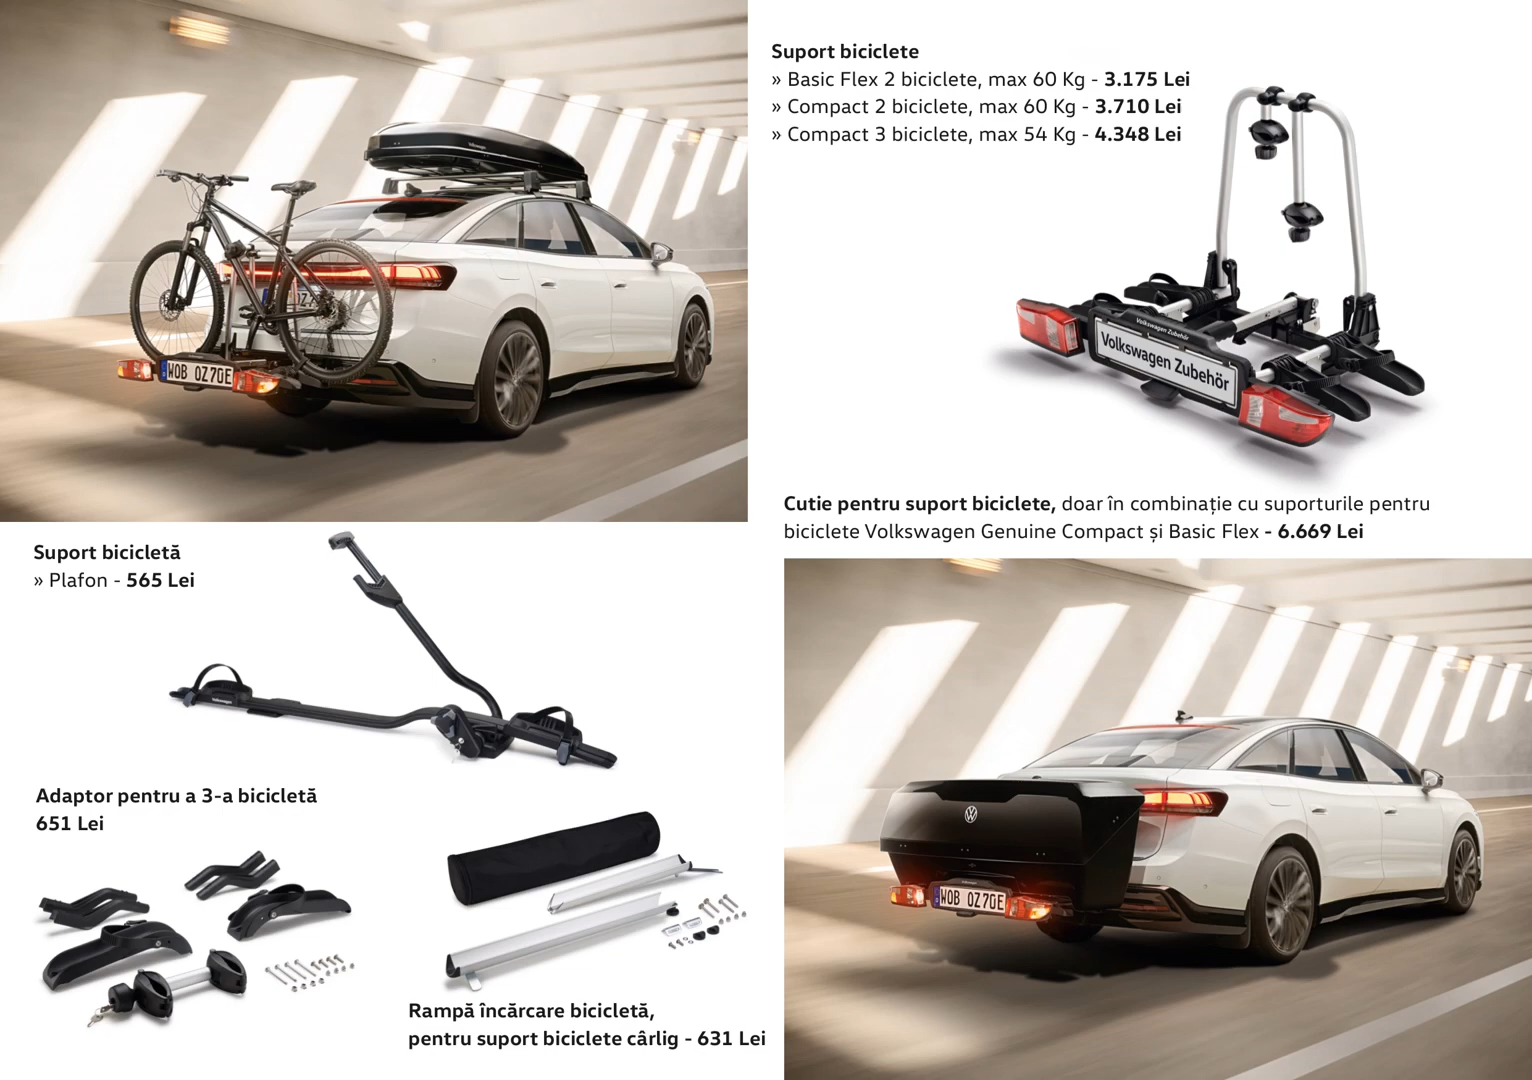 Suport biciclete
» Basic Flex 2 biciclete, max 60 Kg - 3.175 Lei
» Compact 2 biciclete, max 60 Kg - 3.710 Lei
» Compact 3 biciclete, max 54 Kg - 4.348 Lei
WOB OZ70E
Volkswagen Zubehör
Volkswagen Zubehör
Cutie pentru suport biciclete, doar în combinație cu suporturile pentru
biciclete Volkswagen Genuine Compact și Basic Flex - 6.669 Lei
Suport bicicletă
» Plafon - 565 Lei
Adaptor pentru a 3-a bicicletă
651 Lei
WOB OZ70E
Rampă încărcare bicicletă,
pentru suport biciclete cârlig - 631 Lei